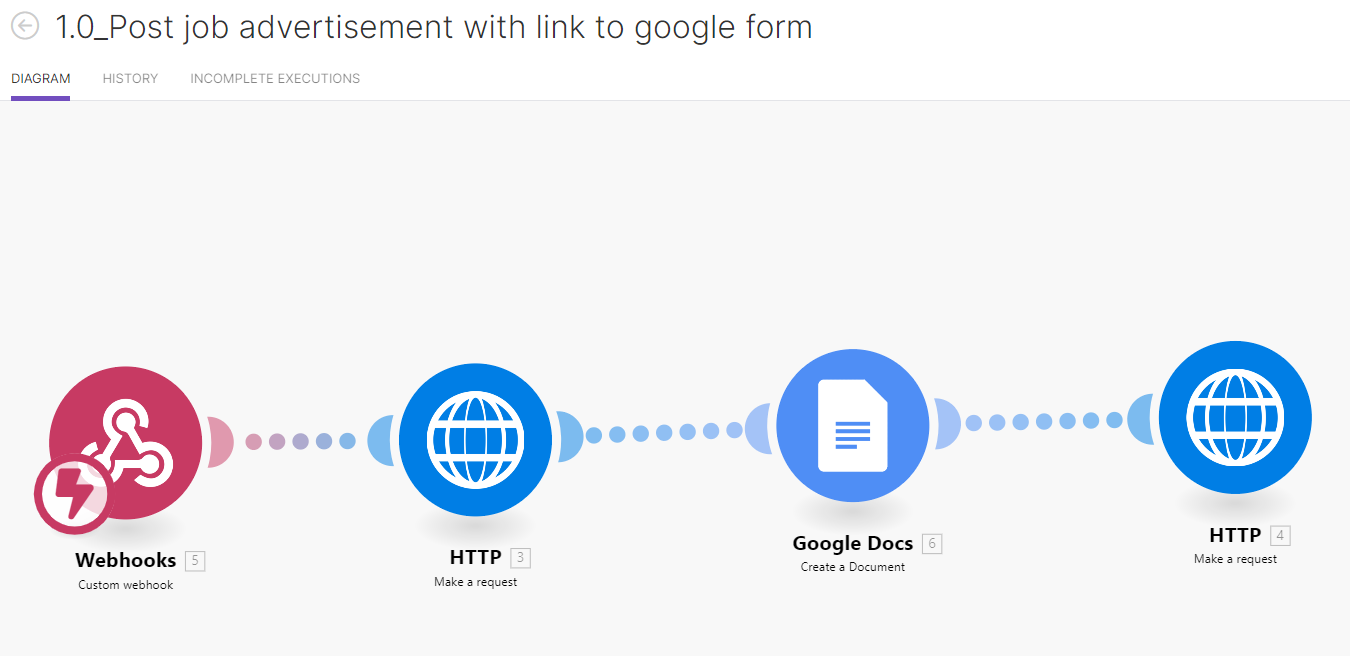 1.0_Post job advertisement with link to google form
DIAGRAM HISTORY INCOMPLETE EXECUTIONS
Webhooks 5
Custom webhook
HTTP 3
Make a request
Google Docs 6
Create a Document
HTTP 4
Make a request